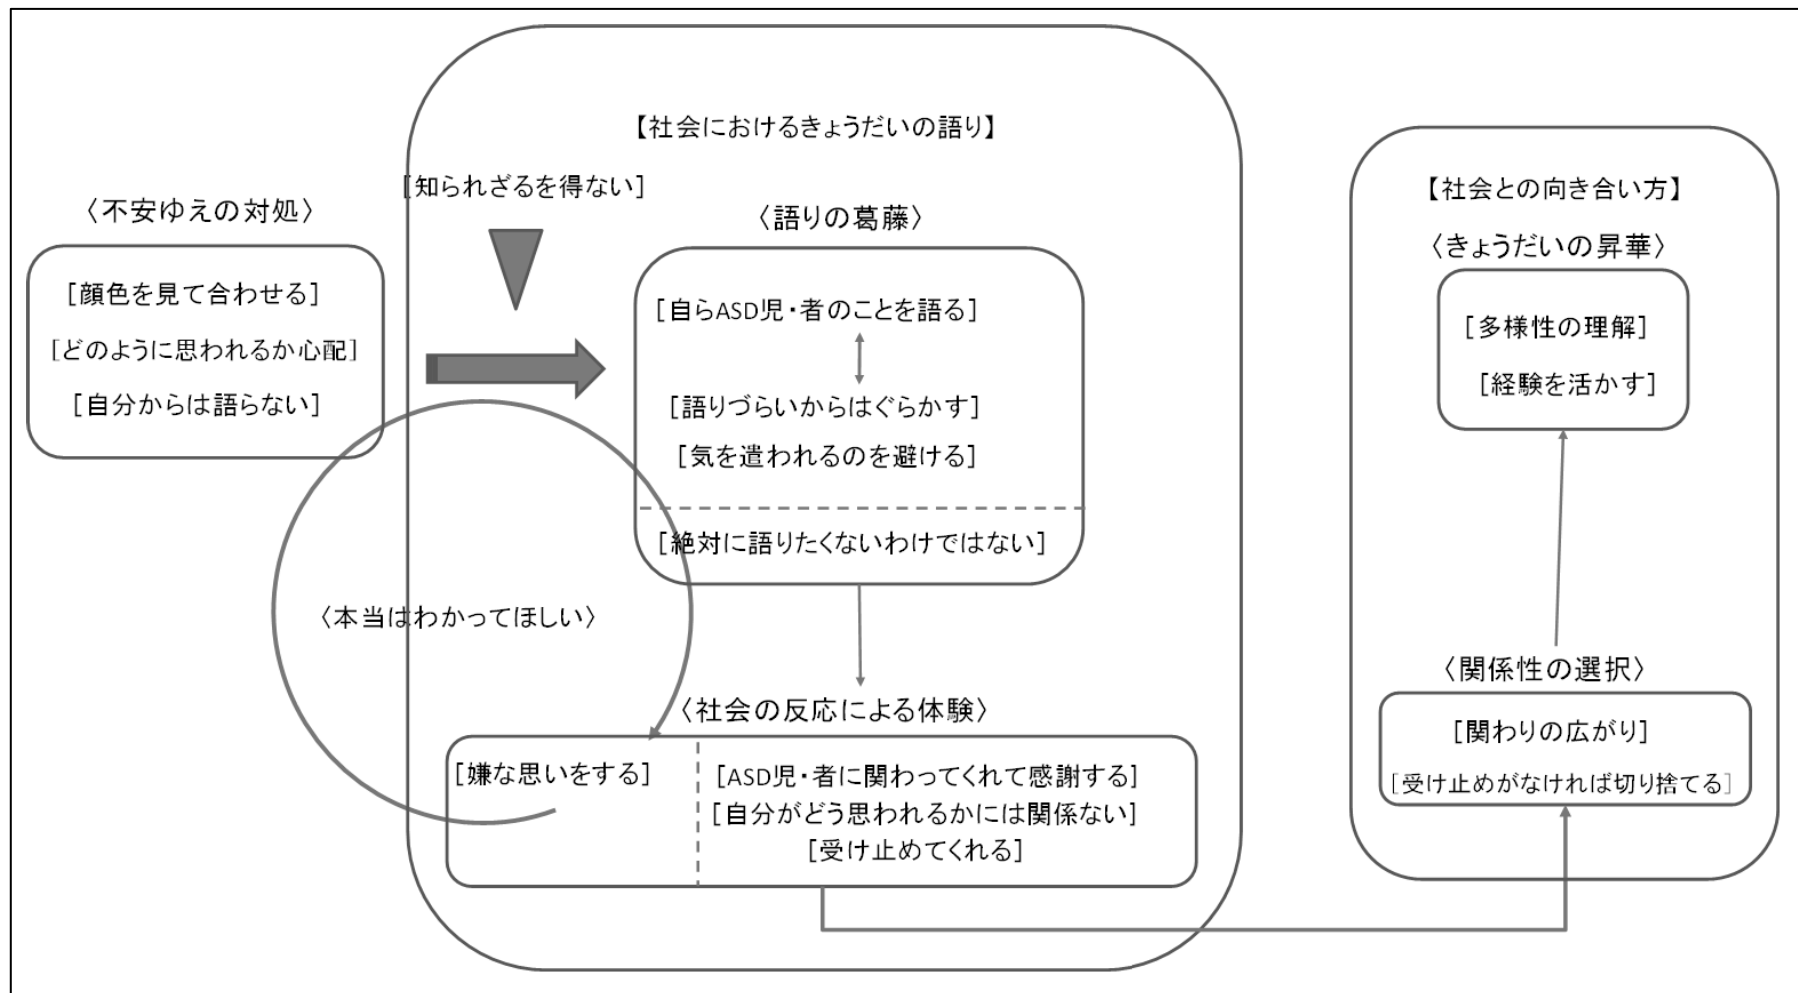 〈不安ゆえの対処〉
[顔色を見て合わせる]
[どのように思われるか心配]
[自分からは語らない]
【社会におけるきょうだいの語り】
[知られざるを得ない]
〈語りの葛藤〉
[自らASD児・者のことを語る]
[語りづらいからはぐらかす]
[気を遣われるのを避ける]
[絶対に語りたくないわけではない]
〈本当はわかってほしい〉
〈社会の反応による体験〉
[嫌な思いをする]
[ASD児・者に関わってくれて感謝する]
[自分がどう思われるかには関係ない]
[受け止めてくれる]
【社会との向き合い方】
〈きょうだいの昇華〉
[多様性の理解]
[経験を活かす]
〈関係性の選択〉
[関わりの広がり]
[受け止めがなければ切り捨てる]